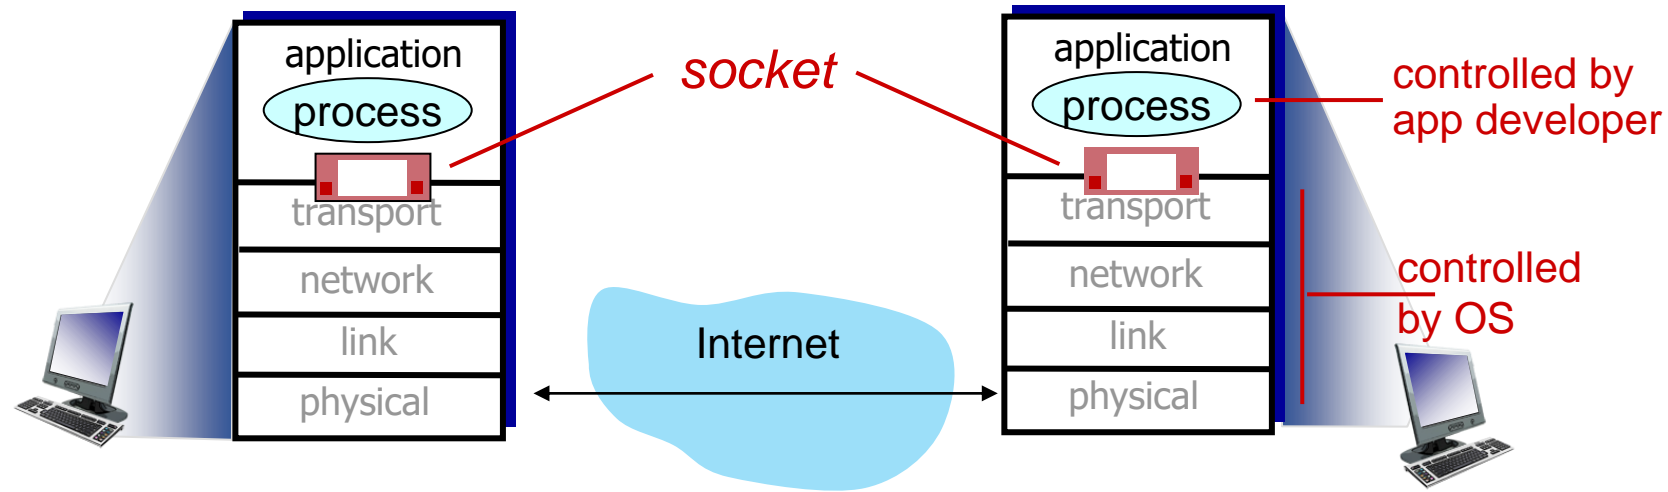 application
process
transport
network
link
physical
socket
Internet
application
process
transport
network
link
physical
controlled by
app developer
controlled
by OS